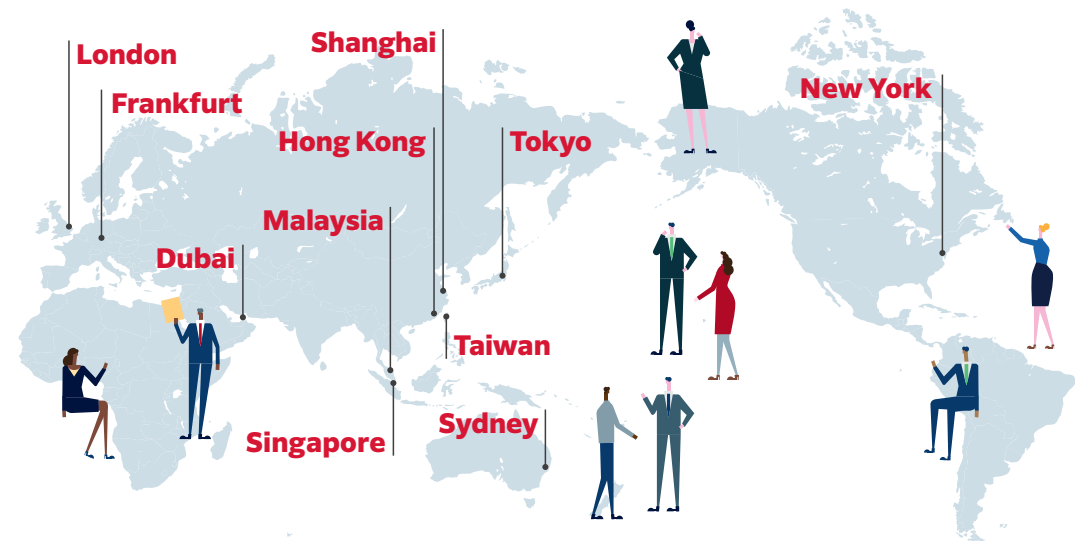 London
Shanghai
Frankfurt
New York
Hong Kong
Tokyo
Malaysia
Dubai
Taiwan
Sydney
Singapore